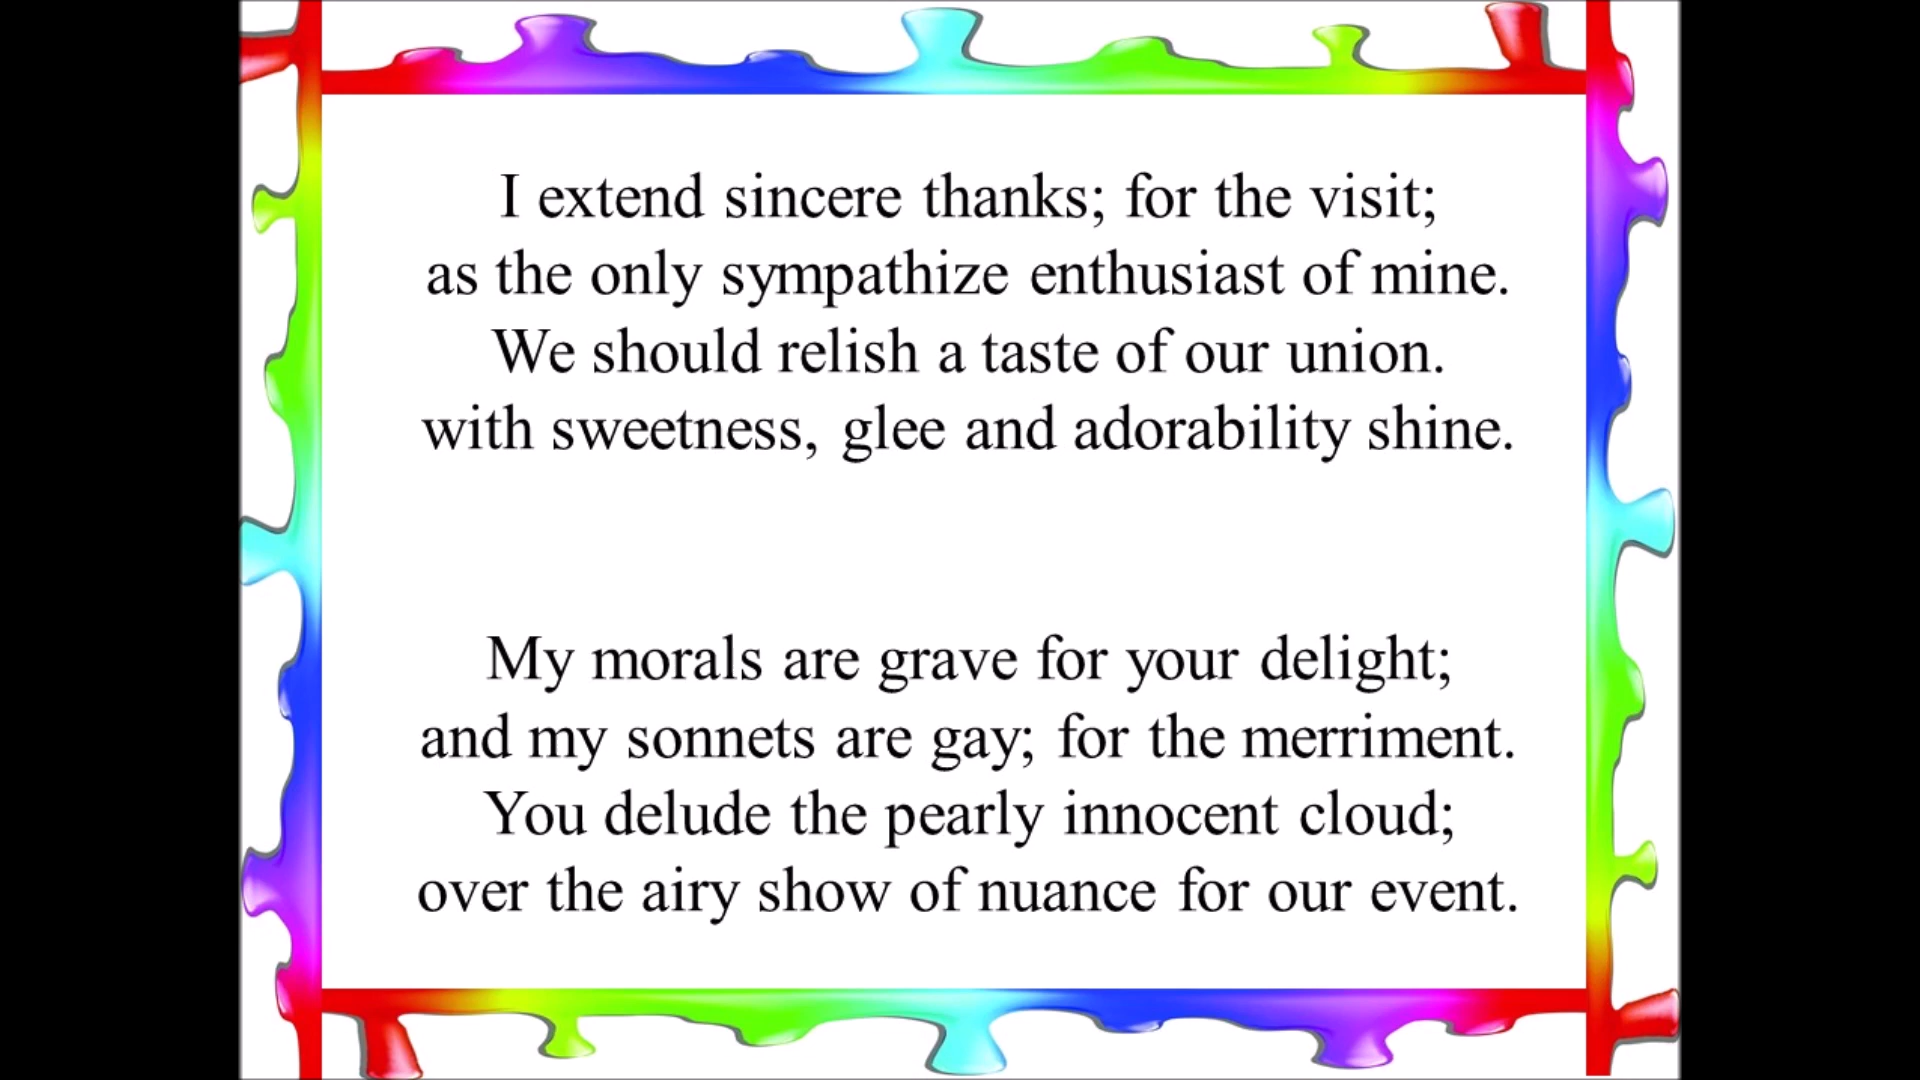 I extend sincere thanks; for the visit;
as the only sympathize enthusiast of mine.
We should relish a taste of our union.
with sweetness, glee and adorability shine.
My morals are grave for your delight;
and my sonnets are gay; for the merriment.
You delude the pearly innocent cloud;
over the airy show of nuance for our event.